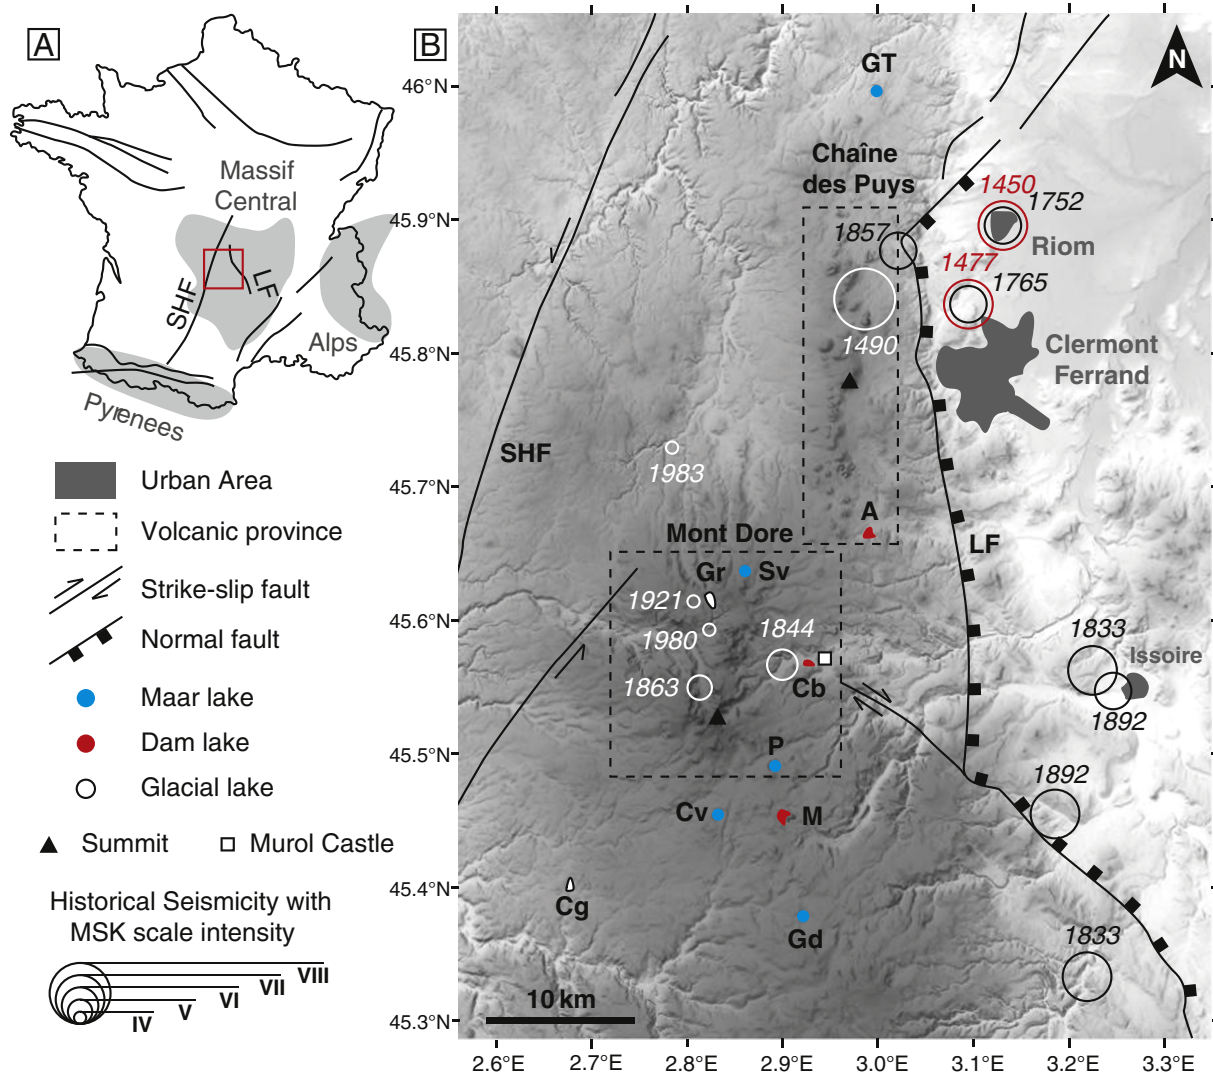 A
Massif
Central
SHF
LF
Alps
Pyrenees
Urban Area
Volcanic province
Strike-slip fault
Normal fault
Maar lake
Dam lake
Glacial lake
Summit
Murol Castle
Historical Seismicity with
MSK scale intensity
VIII
VII
VI
V
IV
B
N
46°N
45.9°N
45.8°N
45.7°N
45.6°N
45.5°N
45.4°N
45.3°N
GT
Chaîne
des Puys
1450
1752
1857
Riom
1477
1765
1490
Clermont
Ferrand
SHF
1983
A
Mont Dore
LF
Gr
Sv
1921
1980
1844
1833
Issoire
1863
Cb
1892
P
1892
Cv
M
Cg
Gd
1833
10 km
2.6°E
2.7°E
2.8°E
2.9°E
3.0°E
3.1°E
3.2°E
3.3°E